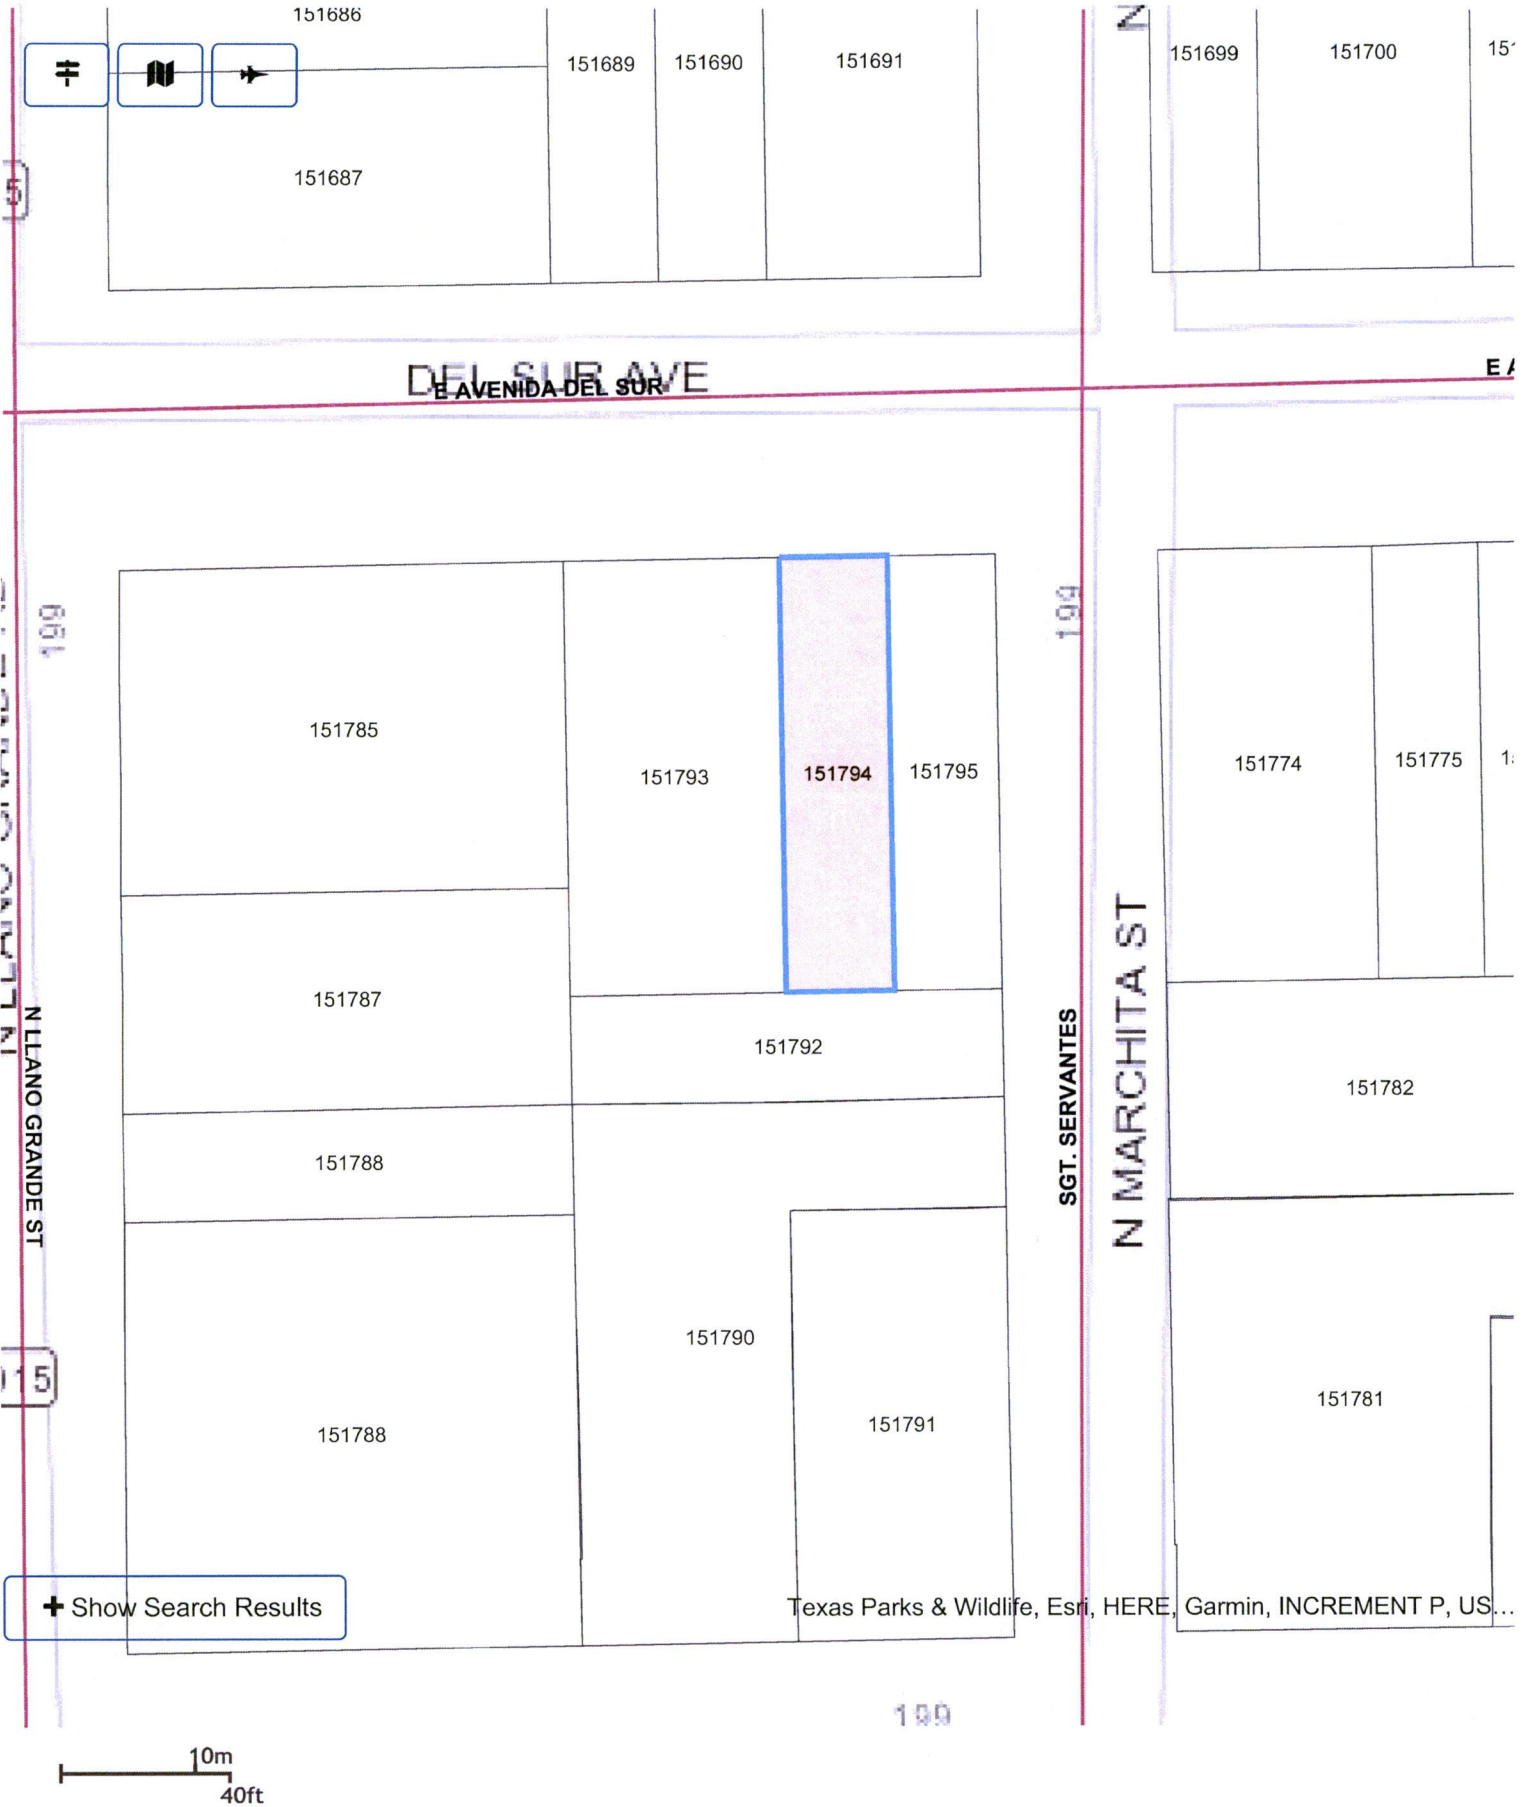 151686
151689
151690
151691
151699
151700
151687
5
DEL SUR AVE
E AVENIDA DEL SUR
199
199
151785
151793
151794
151795
151774
151775
151787
151792
151782
N LLANO GRANDE ST
SGT. SERVANTES
N MARCHITA ST
151788
151790
151791
151781
151788
15
+ Show Search Results
Texas Parks & Wildlife, Esri, HERE, Garmin, INCREMENT P, US...
199
10m
40ft